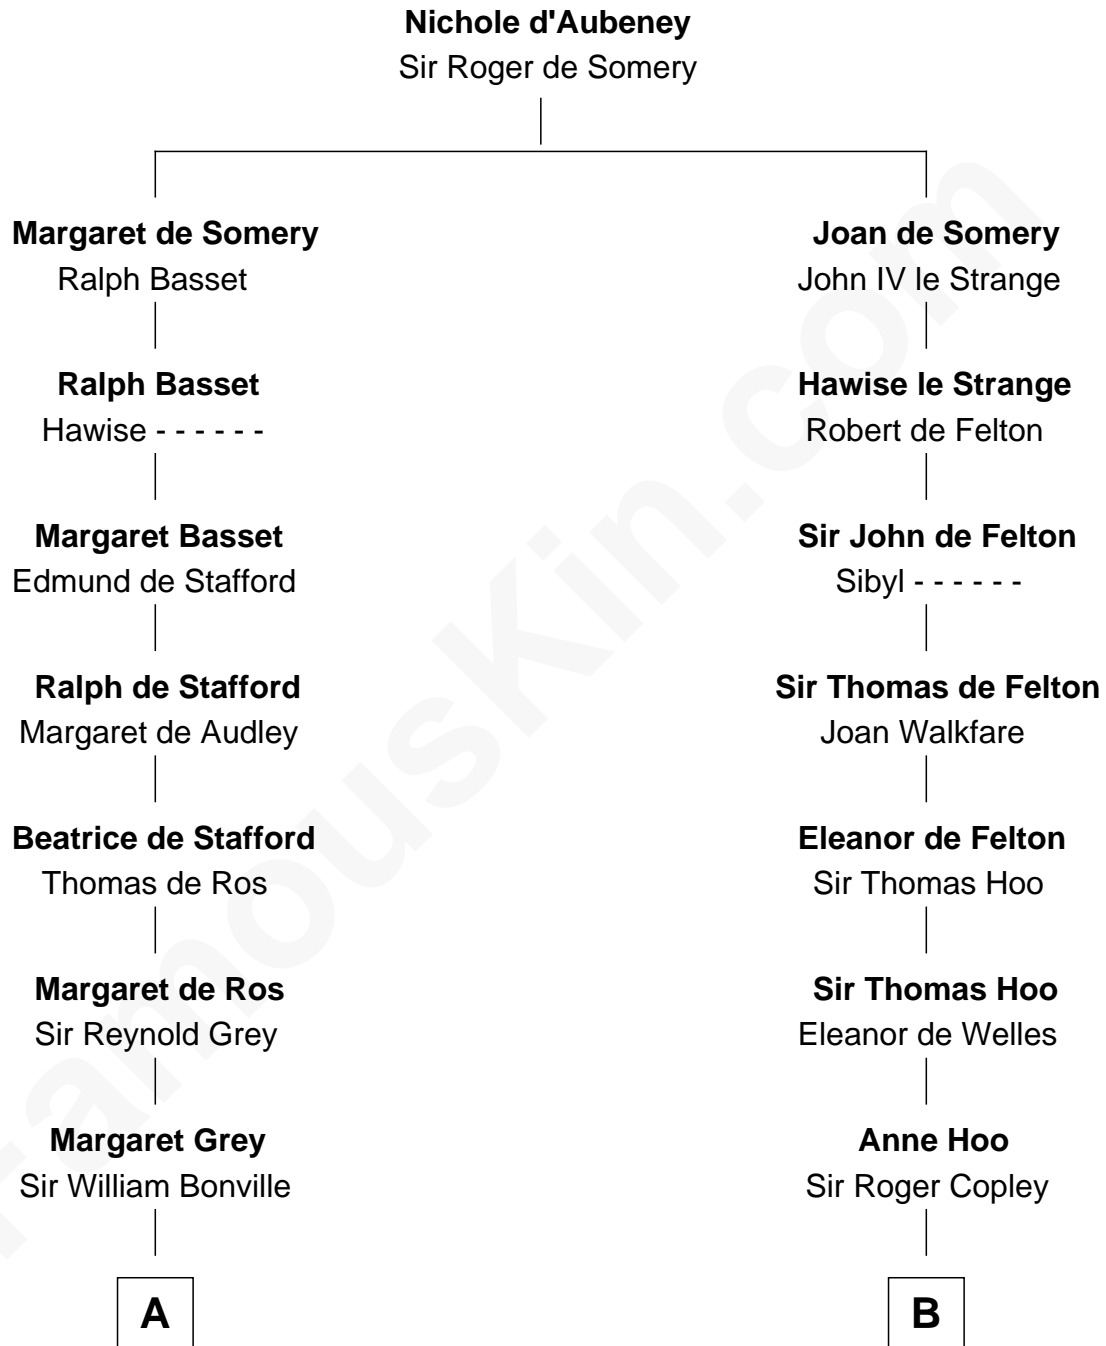 Nichole d'Aubeney
Sir Roger de Somery
Margaret de Somery
Ralph Basset
Joan de Somery
John IV le Strange
Ralph Basset
Hawise - - - - - -
Hawise le Strange
Robert de Felton
Margaret Basset
Edmund de Stafford
Sir John de Felton
Sibyl - - - - - -
Ralph de Stafford
Margaret de Audley
Sir Thomas de Felton
Joan Walkfare
Beatrice de Stafford
Thomas de Ros
Eleanor de Felton
Sir Thomas Hoo
Margaret de Ros
Sir Reynold Grey
Sir Thomas Hoo
Eleanor de Welles
Margaret Grey
Sir William Bonville
Anne Hoo
Sir Roger Copley
A
B
FamousKin.com